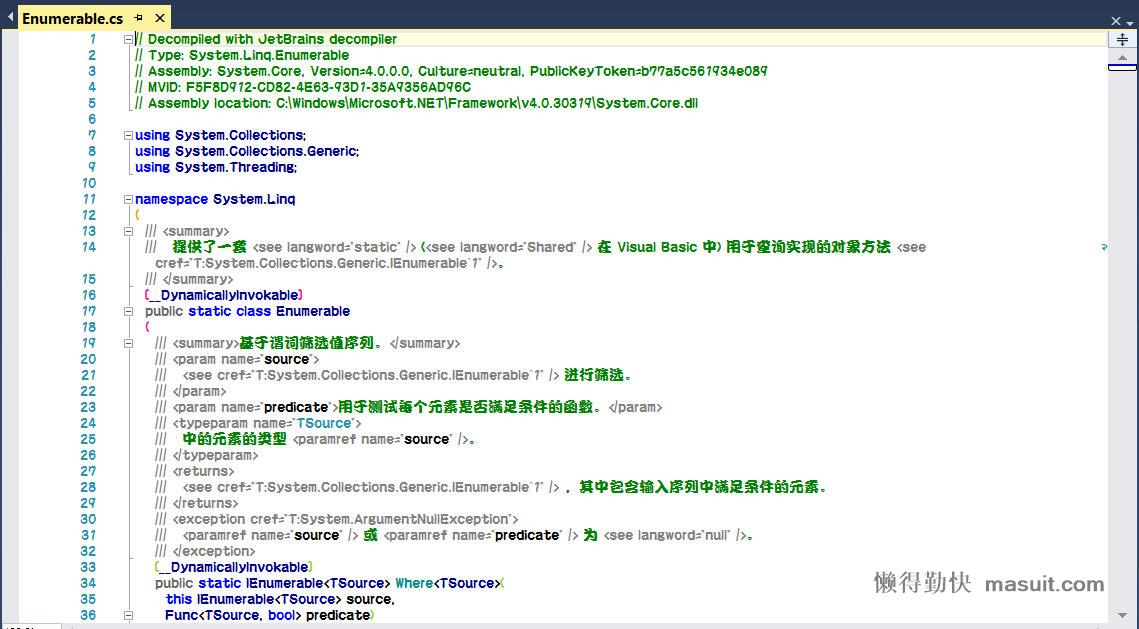 Enumerable.cs
1 // Decompiled with JetBrains decompiler
2 // Type: System.Linq.Enumerable
3 // Assembly: System.Core, Version=4.0.0.0, Culture=neutral, PublicKeyToken=b77a5c561934e089
4 // MVID: F5F8D912-CD82-4E63-93D1-35A9356AD96C
5 // Assembly location: C:\Windows\Microsoft.NET\Framework\v4.0.30319\System.Core.dll
6
7 using System.Collections;
8 using System.Collections.Generic;
9 using System.Threading;
10
11 namespace System.Linq
12 {
13 /// <summary>
14 /// 提供了一套 <see langword="static" /> (<see langword="Shared" /> 在 Visual Basic 中) 用于查询实现的对象方法 <see
cref="T:System.Collections.Generic.IEnumerable`1" />。
15 /// </summary>
16 [__DynamicallyInvokable]
17 public static class Enumerable
18 {
19 /// <summary>基于谓词筛选值序列。</summary>
20 /// <param name="source">
21 /// <see cref="T:System.Collections.Generic.IEnumerable`1" /> 进行筛选。
22 /// </param>
23 /// <param name="predicate">用于测试每个元素是否满足条件的函数。</param>
24 /// <typeparam name="TSource">
25 /// 中的元素的类型 <paramref name="source" />。
26 /// </typeparam>
27 /// <returns>
28 /// <see cref="T:System.Collections.Generic.IEnumerable`1" /> ，其中包含输入序列中满足条件的元素。
29 /// </returns>
30 /// <exception cref="T:System.ArgumentNullException">
31 /// <paramref name="source" /> 或 <paramref name="predicate" /> 为 <see langword="null" />。
32 /// </exception>
33 [__DynamicallyInvokable]
34 public static IEnumerable<TSource> Where<TSource>(
35 this IEnumerable<TSource> source,
36 Func<TSource, bool> predicate)
懒得勤快 masuit.com